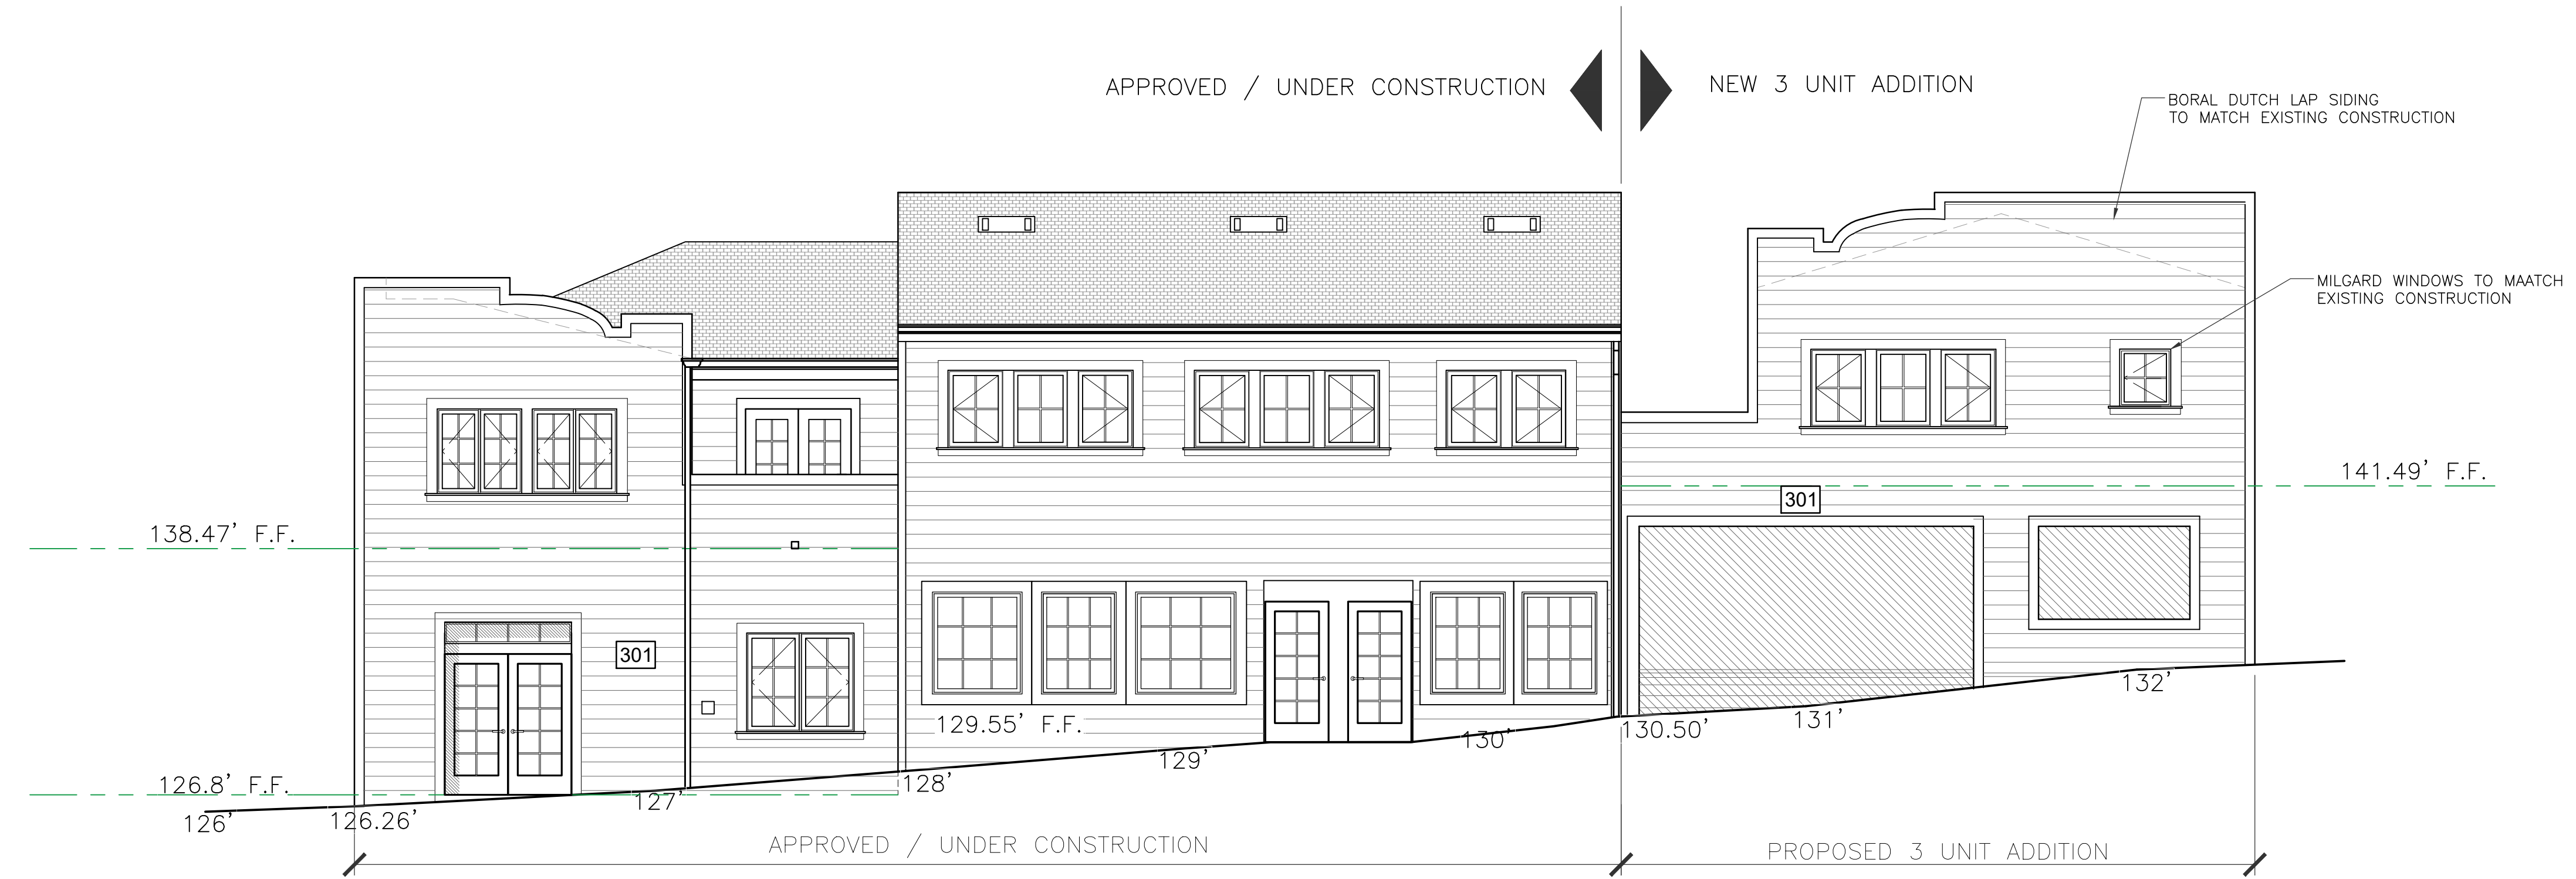 APPROVED / UNDER CONSTRUCTION
NEW 3 UNIT ADDITION
BORAL DUTCH LAP SIDING
TO MATCH EXISTING CONSTRUCTION
MILGARD WINDOWS TO MAATCH
EXISTING CONSTRUCTION
141.49' F.F.
301
138.47' F.F.
301
129.55' F.F.
126.8' F.F.
126'
126.26'
127'
128'
129'
130'
130.50'
131'
132'
APPROVED / UNDER CONSTRUCTION
PROPOSED 3 UNIT ADDITION